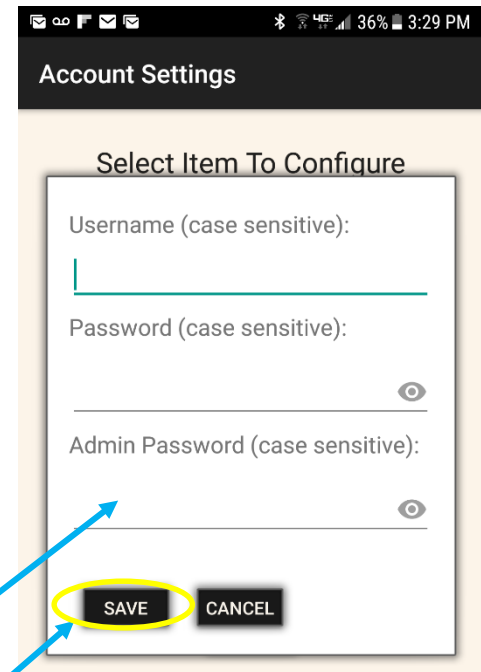 4G 36% 3:29 PM
Account Settings
Select Item To Configure
Username (case sensitive):
Password (case sensitive):
Admin Password (case sensitive):
SAVE CANCEL